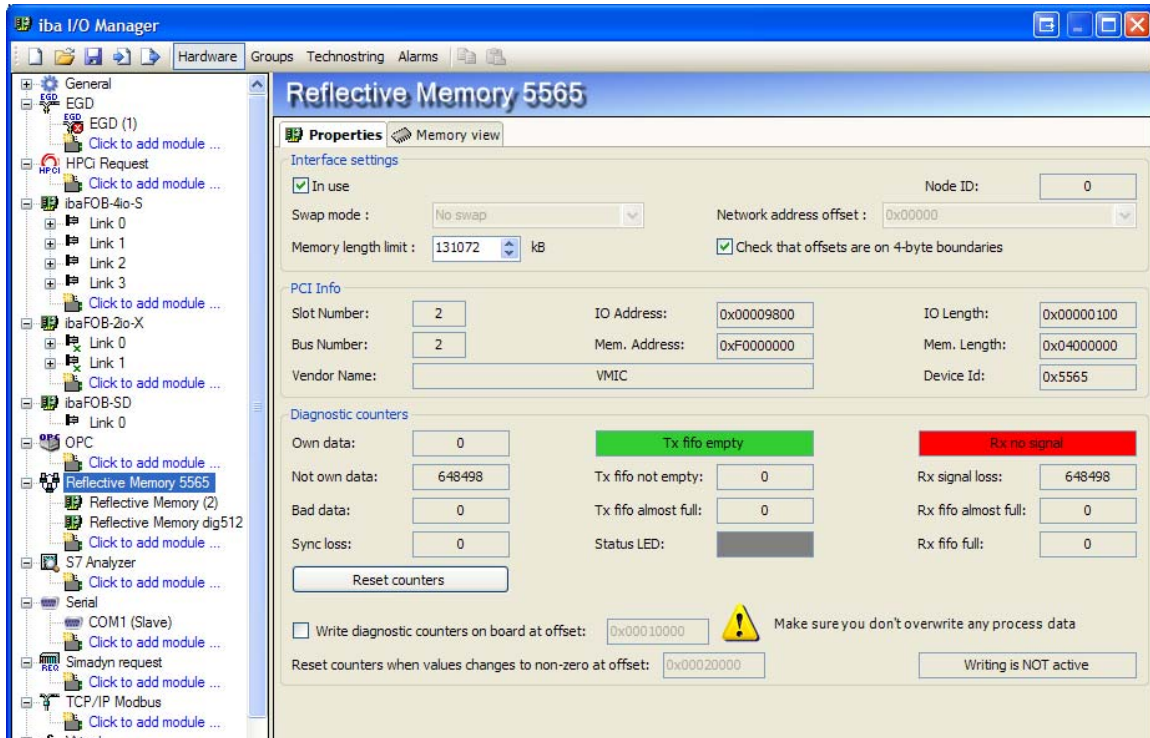 iba I/O Manager
Hardware Groups Technostring Alarms
General
EGD
EGD (1)
Click to add module ...
HPCi Request
Click to add module ...
ibaFOB-4io-S
Link 0
Link 1
Link 2
Link 3
Click to add module ...
ibaFOB-2io-X
Link 0
Link 1
Click to add module ...
ibaFOB-SD
Link 0
OPC
Click to add module ...
Reflective Memory 5565
Reflective Memory (2)
Reflective Memory dig512
Click to add module ...
S7 Analyzer
Click to add module ...
Serial
COM1 (Slave)
Click to add module ...
Simadyn request
Click to add module ...
TCP/IP Modbus
Click to add module ...
Reflective Memory 5565
Properties Memory view
Interface settings
In use Node ID: 0
Swap mode : No swap Network address offset : 0x00000
Memory length limit : 131072 kB Check that offsets are on 4-byte boundaries
PCI Info
Slot Number: 2 IO Address: 0x00009800 IO Length: 0x00000100
Bus Number: 2 Mem. Address: 0xF0000000 Mem. Length: 0x04000000
Vendor Name: VMIC Device Id: 0x5565
Diagnostic counters
Own data: 0 Tx fifo empty Rx no signal
Not own data: 648498 Tx fifo not empty: 0 Rx signal loss: 648498
Bad data: 0 Tx fifo almost full: 0 Rx fifo almost full: 0
Sync loss: 0 Status LED: Rx fifo full: 0
Reset counters
Write diagnostic counters on board at offset: 0x00010000 Make sure you don't overwrite any process data
Reset counters when values changes to non-zero at offset: 0x00020000 Writing is NOT active